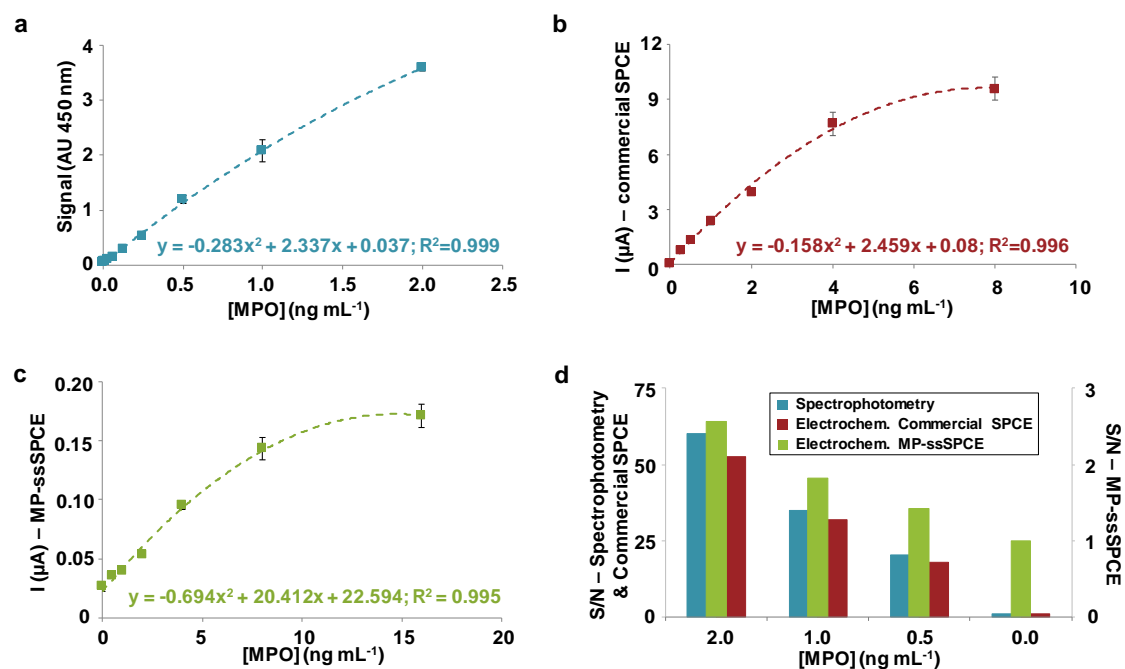 a
Signal (AU 450 nm)
4
3
2
1
0
y = -0.283x² + 2.337x + 0.037; R²=0.999
0.0 0.5 1.0 1.5 2.0 2.5
[MPO] (ng mL⁻¹)
b
I (µA) – commercial SPCE
12
9
6
3
0
y = -0.158x² + 2.459x + 0.08; R²=0.996
0 2 4 6 8 10
[MPO] (ng mL⁻¹)
c
I (µA) – MP-ssSPCE
0.20
0.15
0.10
0.05
0
y = -0.694x² + 20.412x + 22.594; R² = 0.995
0 5 10 15 20
[MPO] (ng mL⁻¹)
d
S/N – Spectrophotometry
& Commercial SPCE
75
50
25
0
Spectrophotometry
Electrochem. Commercial SPCE
Electrochem. MP-ssSPCE
3
2
1
0
S/N – MP-ssSPCE
2.0 1.0 0.5 0.0
[MPO] (ng mL⁻¹)